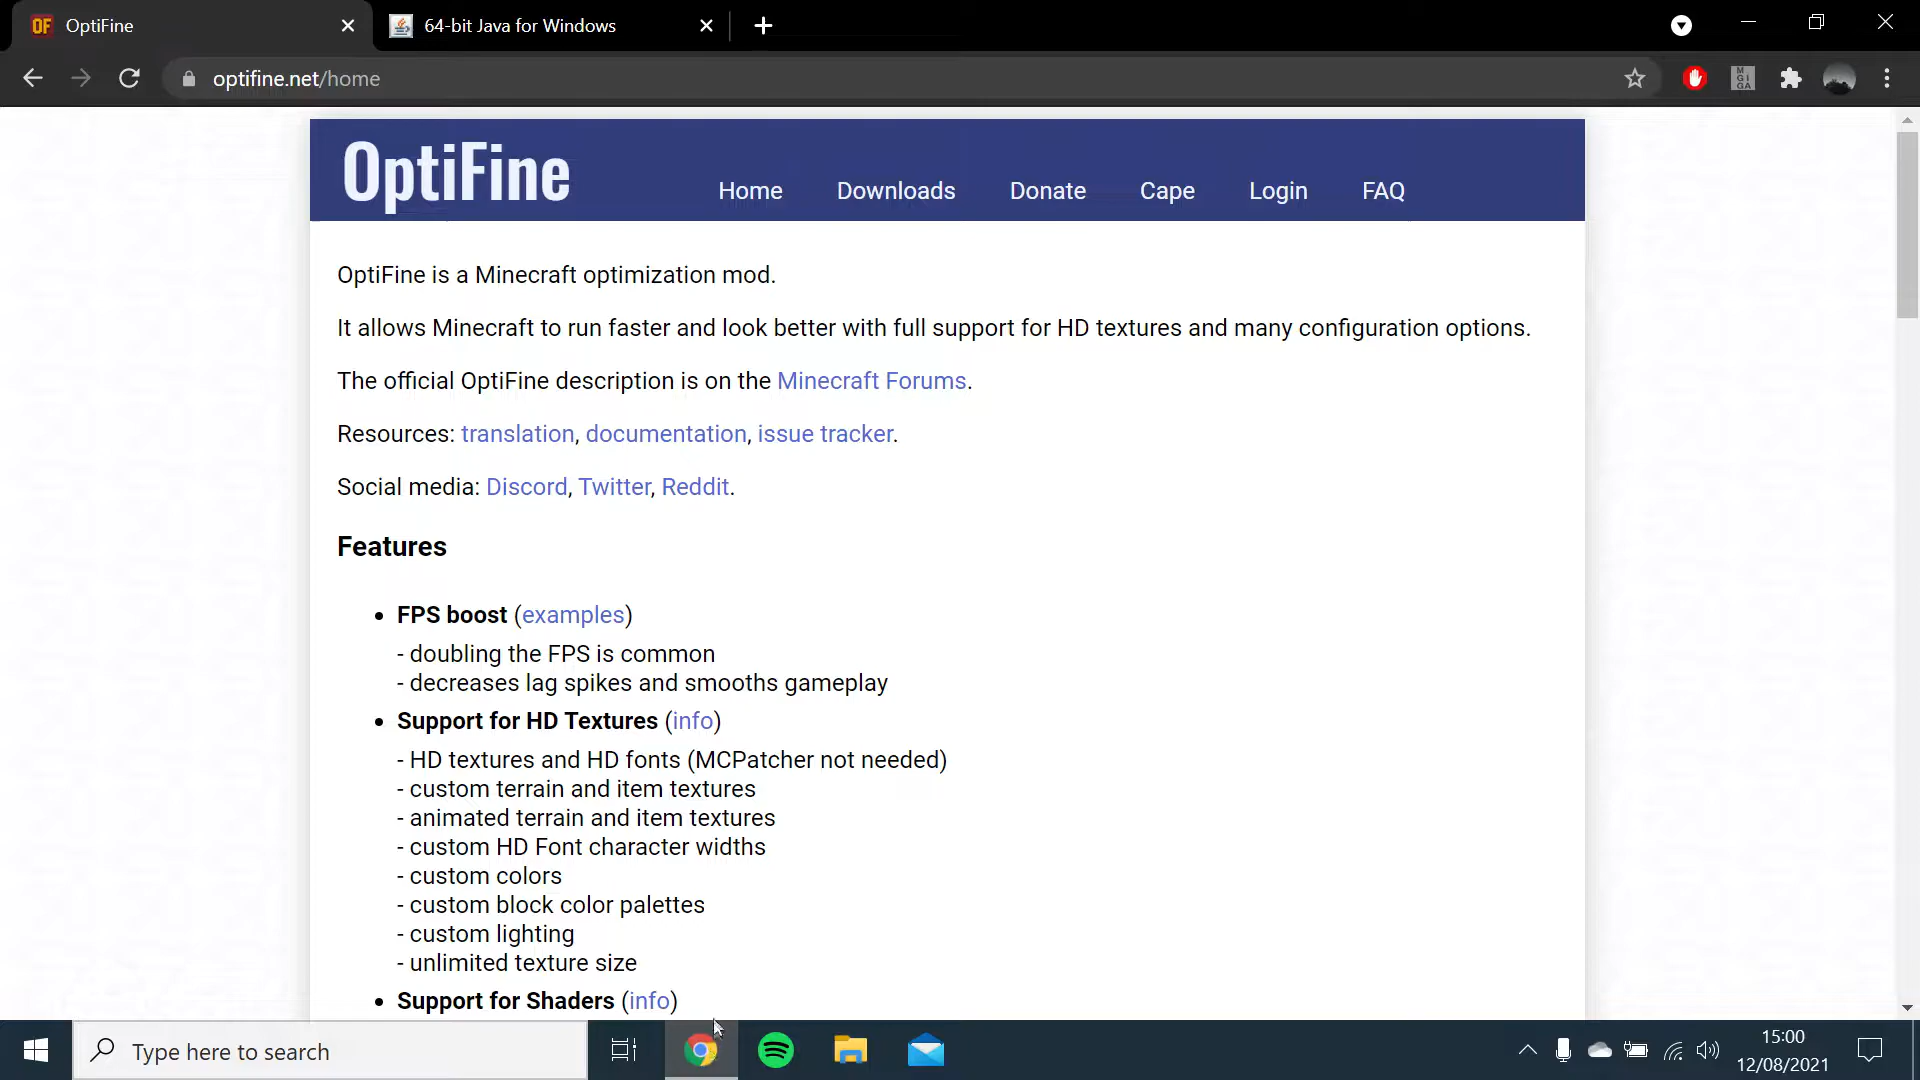 OF OptiFine
64-bit Java for Windows
optifine.net/home
OptiFine
Home Downloads Donate Cape Login FAQ
OptiFine is a Minecraft optimization mod.
It allows Minecraft to run faster and look better with full support for HD textures and many configuration options.
The official OptiFine description is on the Minecraft Forums.
Resources: translation, documentation, issue tracker.
Social media: Discord, Twitter, Reddit.
Features
• FPS boost (examples)
- doubling the FPS is common
- decreases lag spikes and smooths gameplay
• Support for HD Textures (info)
- HD textures and HD fonts (MCPatcher not needed)
- custom terrain and item textures
- animated terrain and item textures
- custom HD Font character widths
- custom colors
- custom block color palettes
- custom lighting
- unlimited texture size
• Support for Shaders (info)
Type here to search
15:00
12/08/2021